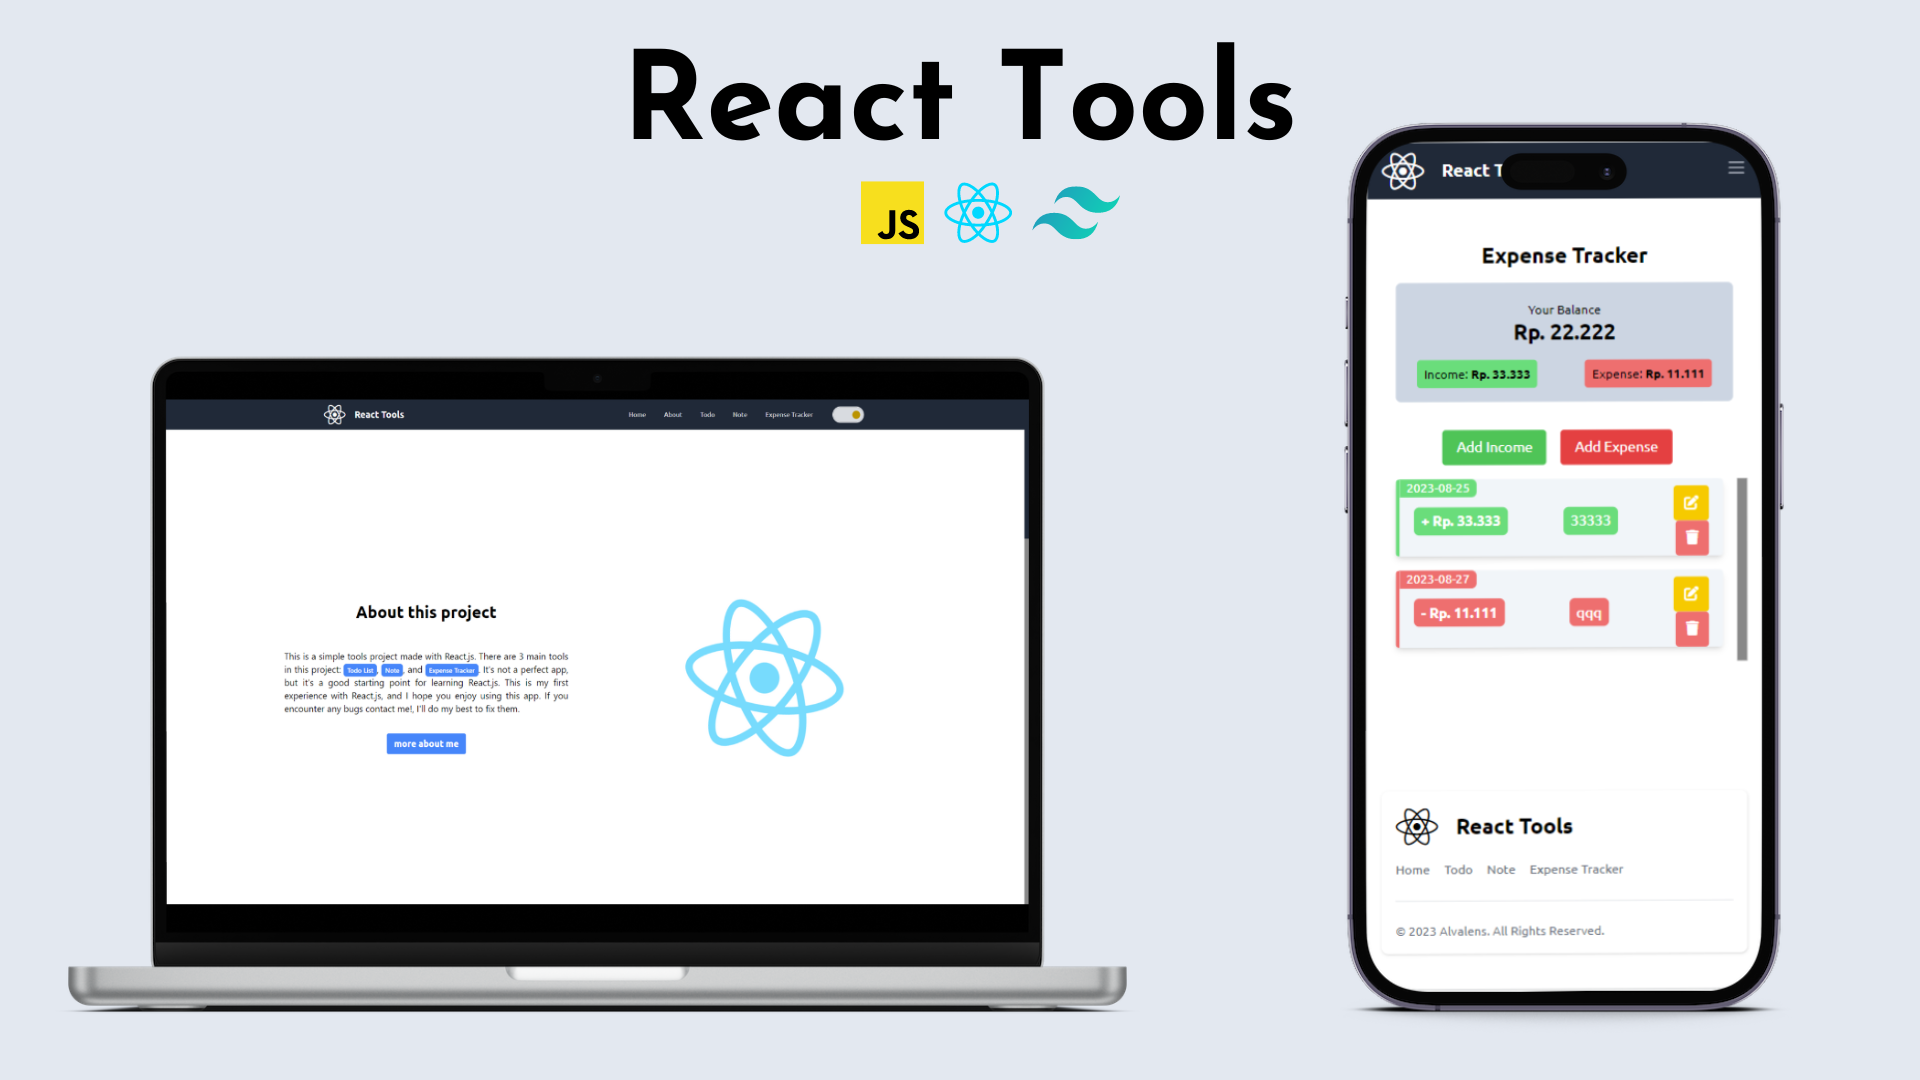 React Tools
JS
React Tools
Home About Todo Note Expense Tracker
About this project
This is a simple tools project made with React.js. There are 3 main tools
in this project: Todo List, Note, and Expense Tracker. It's not a perfect app,
but it's a good starting point for learning React.js. This is my first
experience with React.js, and I hope you enjoy using this app. If you
encounter any bugs contact me!, I'll do my best to fix them.
more about me
React T
Expense Tracker
Your Balance
Rp. 22.222
Income: Rp. 33.333 Expense: Rp. 11.111
Add Income Add Expense
2023-08-25
+ Rp. 33.333 33333
2023-08-27
- Rp. 11.111 qqq
React Tools
Home Todo Note Expense Tracker
© 2023 Alvalens. All Rights Reserved.